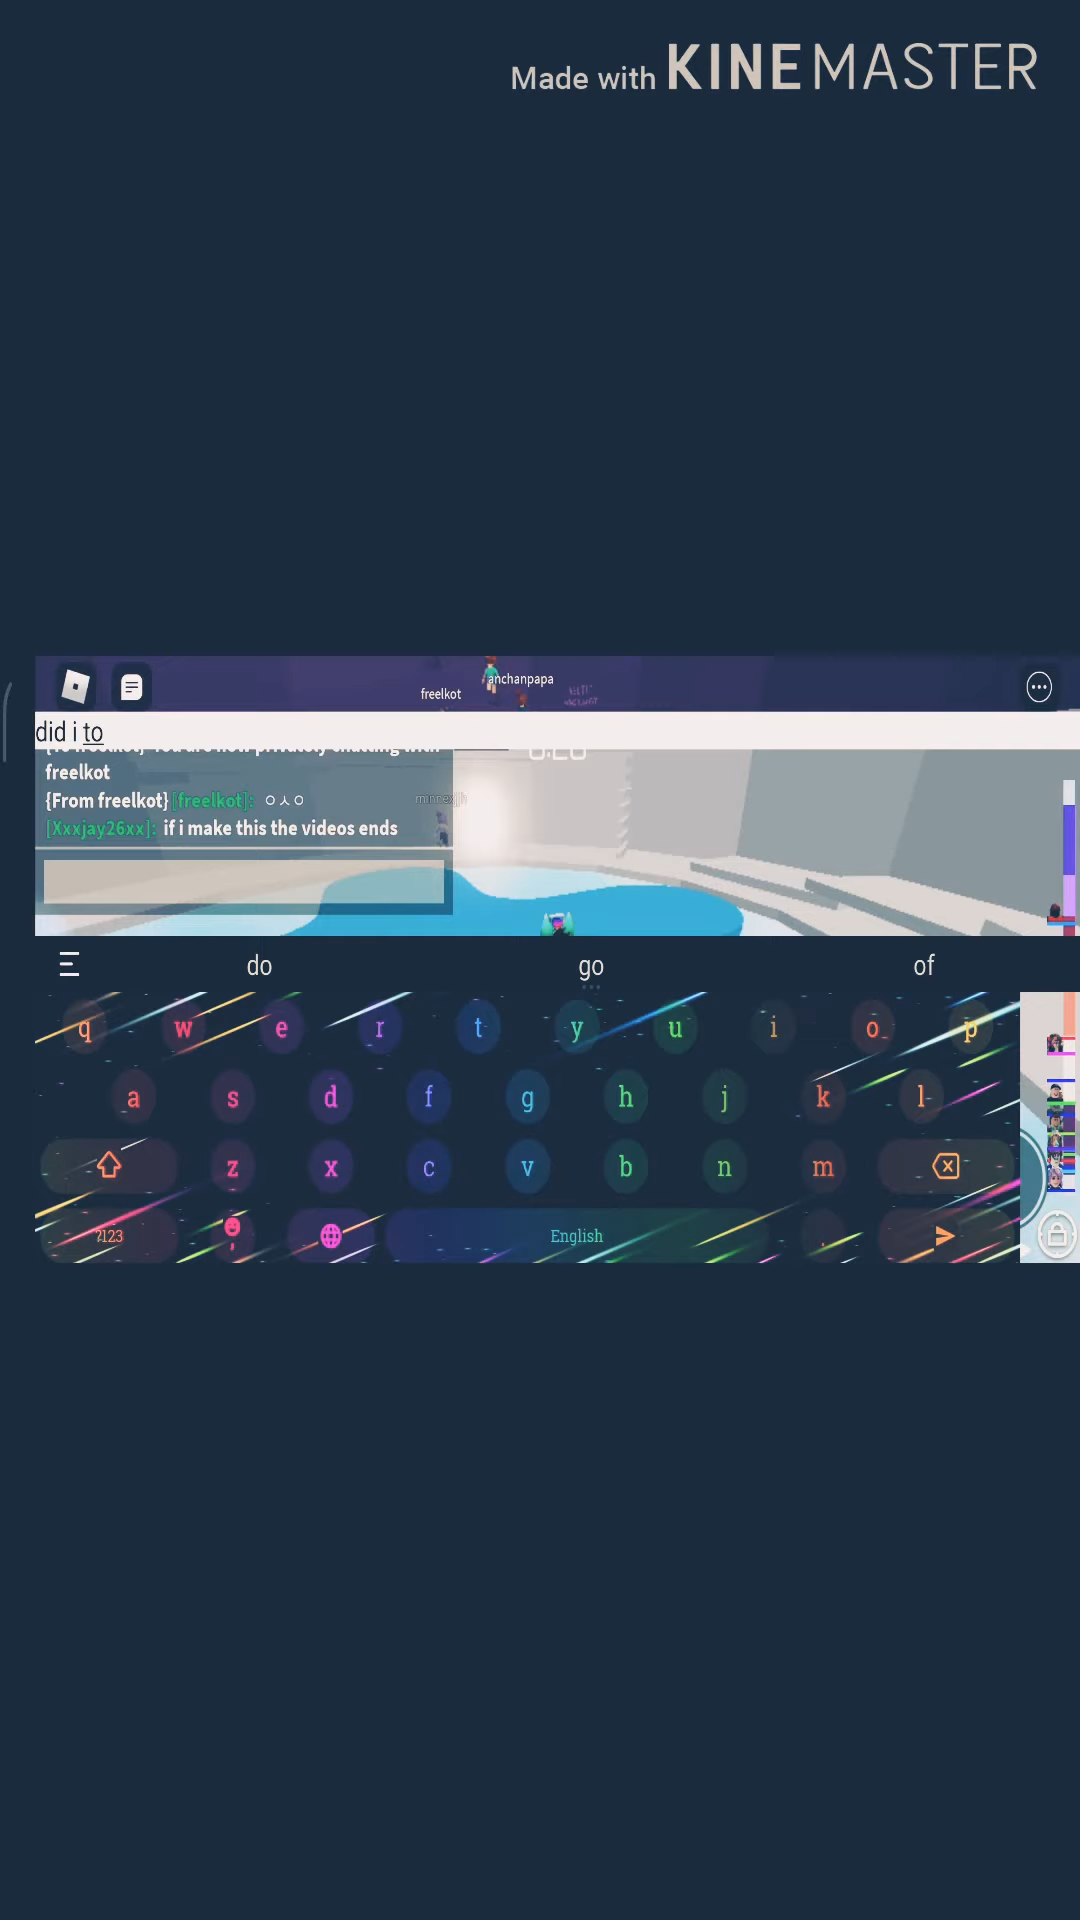 Made with KINEMASTER
anchanpapa
freelkot
did i to
freelkot
{From freelkot} [freelkot]: ㅇㅅㅇ
[Xxxjay26xx]: if i make this the videos ends
do go of
q w e r t y u i o p
a s d f g h j k l
z x c v b n m
?123 , English .